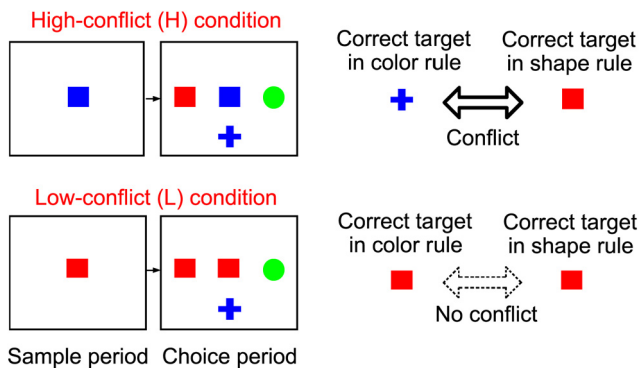 High-conflict (H) condition
Correct target
in color rule
Correct target
in shape rule
Conflict
Low-conflict (L) condition
Correct target
in color rule
Correct target
in shape rule
No conflict
Sample period
Choice period